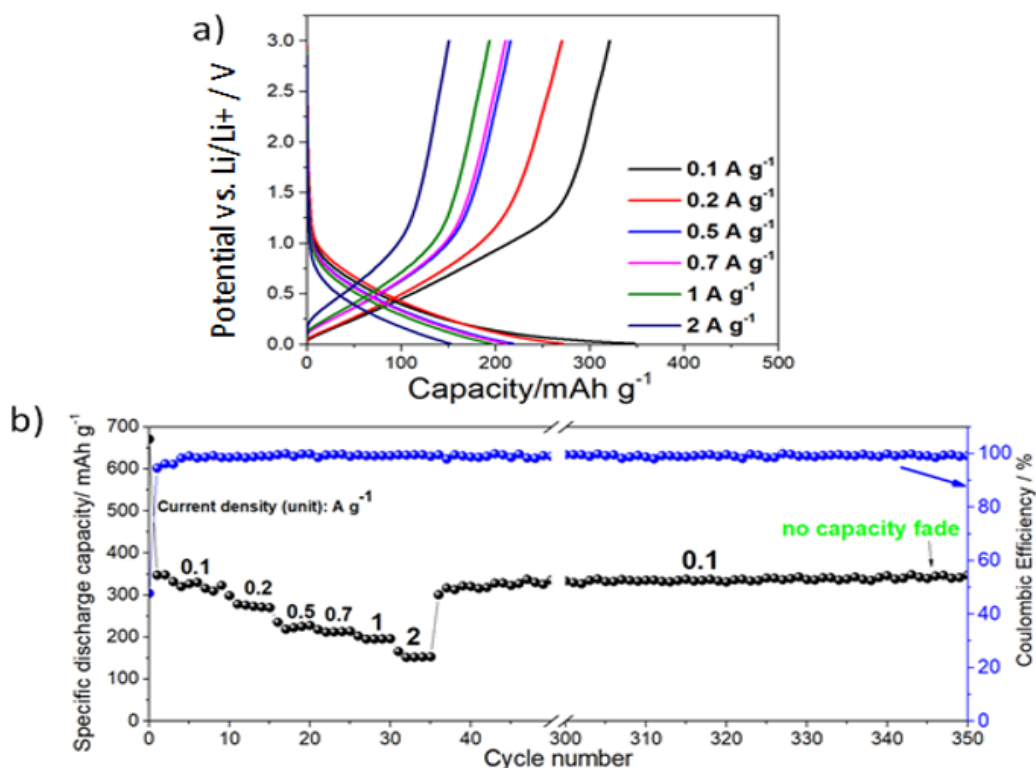 a)
Potential vs. Li/Li+ / V
3.0
2.5
2.0
1.5
1.0
0.5
0.0
0.1 A g-1
0.2 A g-1
0.5 A g-1
0.7 A g-1
1 A g-1
2 A g-1
0 100 200 300 400 500
Capacity/mAh g-1
b)
Specific discharge capacity/ mAh g-1
700
600
500
400
300
200
100
0
Current density (unit): A g-1
0.1
0.2
0.5
0.7
1
2
0.1
no capacity fade
100
80
60
40
20
0
Coulombic Efficiency / %
0 10 20 30 40 300 310 320 330 340 350
Cycle number